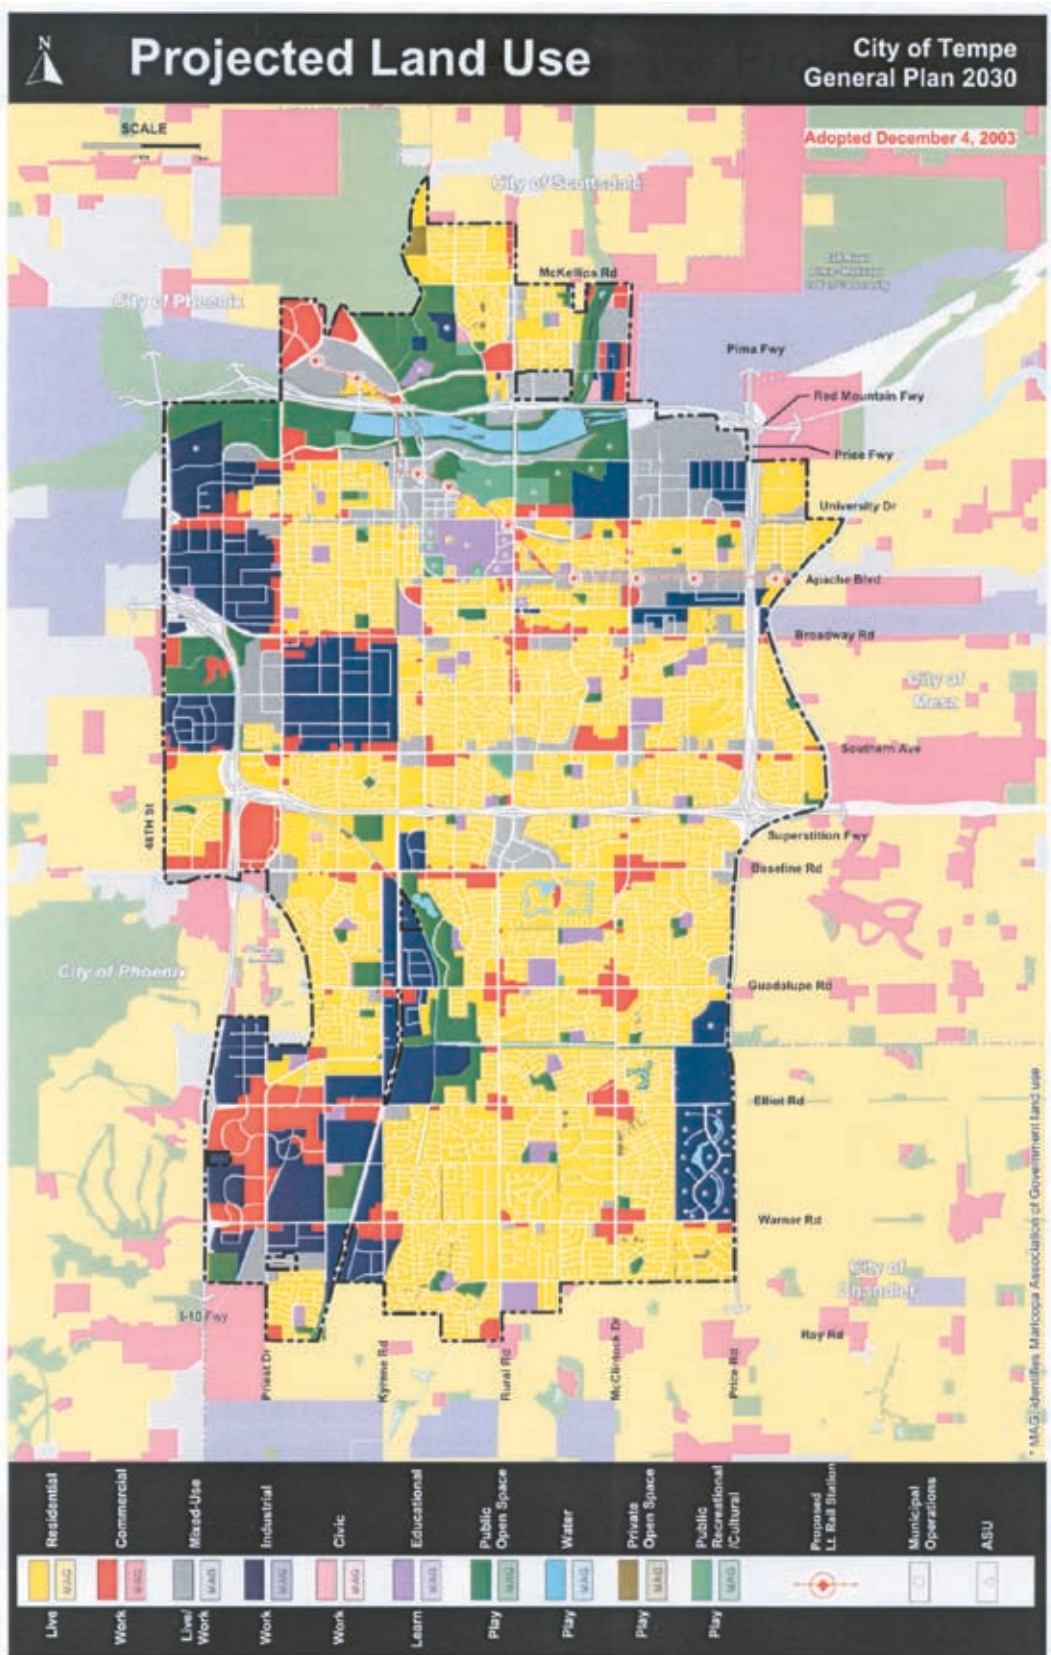 N
Projected Land Use
City of Tempe
General Plan 2030
SCALE
Adopted December 4, 2003
City of Scottsdale
McKellips Rd
City of Phoenix
Pima Fwy
Red Mountain Fwy
Price Fwy
University Dr
Apache Blvd
Broadway Rd
City of
Mesa
Southern Ave
48TH St
Superstition Fwy
Baseline Rd
City of Phoenix
Guadalupe Rd
Elliot Rd
Warner Rd
City of
Chandler
I-10 Fwy
Ray Rd
Priest Dr
Kyrene Rd
Rural Rd
McClintock Dr
Price Rd
* MAG: identifies Maricopa Association of Government land use
Residential
Commercial
Mixed-Use
Industrial
Civic
Educational
Public
Open Space
Water
Private
Open Space
Public
Recreational
/Cultural
Proposed
Lt. Rail Station
Municipal
Operations
ASU
MAG
MAG
MAG
MAG
MAG
MAG
MAG
MAG
MAG
MAG
Live
Work
Live/
Work
Work
Work
Learn
Play
Play
Play
Play